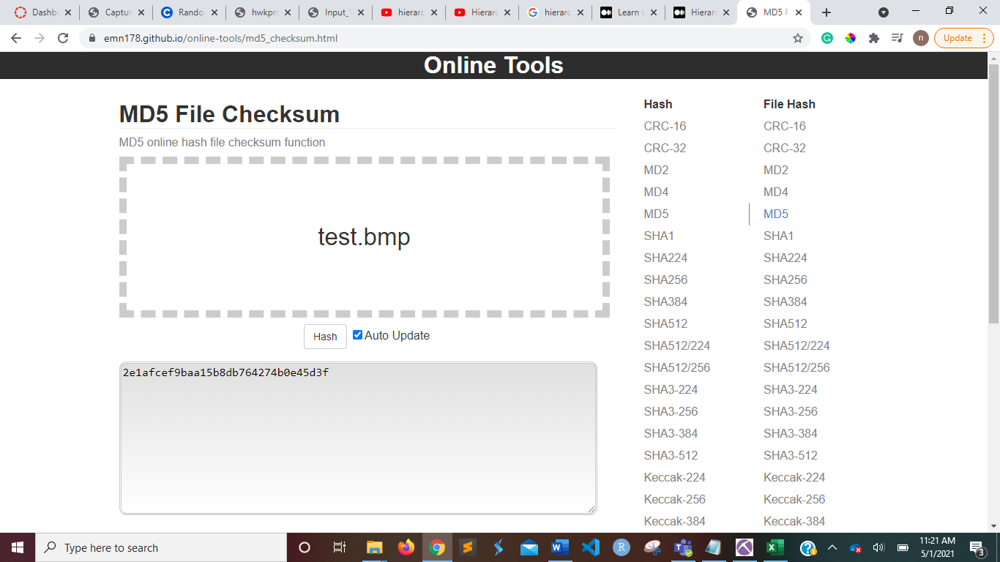 Dashb
Captur
Rando
hwkpr
Input_
hierarc
Hierarc
hierarc
Learn
Hierar
MD5 F
emn178.github.io/online-tools/md5_checksum.html
n
Update
Online Tools
MD5 File Checksum
MD5 online hash file checksum function
test.bmp
Hash
Auto Update
2e1afcef9baa15b8db764274b0e45d3f
Hash
CRC-16
CRC-32
MD2
MD4
MD5
SHA1
SHA224
SHA256
SHA384
SHA512
SHA512/224
SHA512/256
SHA3-224
SHA3-256
SHA3-384
SHA3-512
Keccak-224
Keccak-256
Keccak-384
File Hash
CRC-16
CRC-32
MD2
MD4
MD5
SHA1
SHA224
SHA256
SHA384
SHA512
SHA512/224
SHA512/256
SHA3-224
SHA3-256
SHA3-384
SHA3-512
Keccak-224
Keccak-256
Keccak-384
Type here to search
11:21 AM
5/1/2021
3